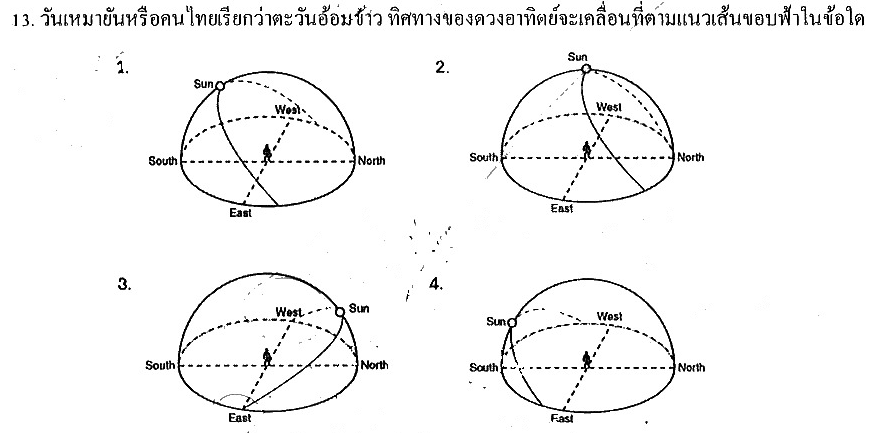 13. วันเหมายันหรือคนไทยเรียกว่าตะวันอ้อมข้าว ทิศทางของดวงอาทิตย์จะเคลื่อนที่ตามแนวเส้นขอบฟ้าในข้อใด
1.
Sun
West
South
North
East
2.
Sun
West
South
North
East
3.
Sun
West
South
North
East
4.
Sun
West
South
North
East